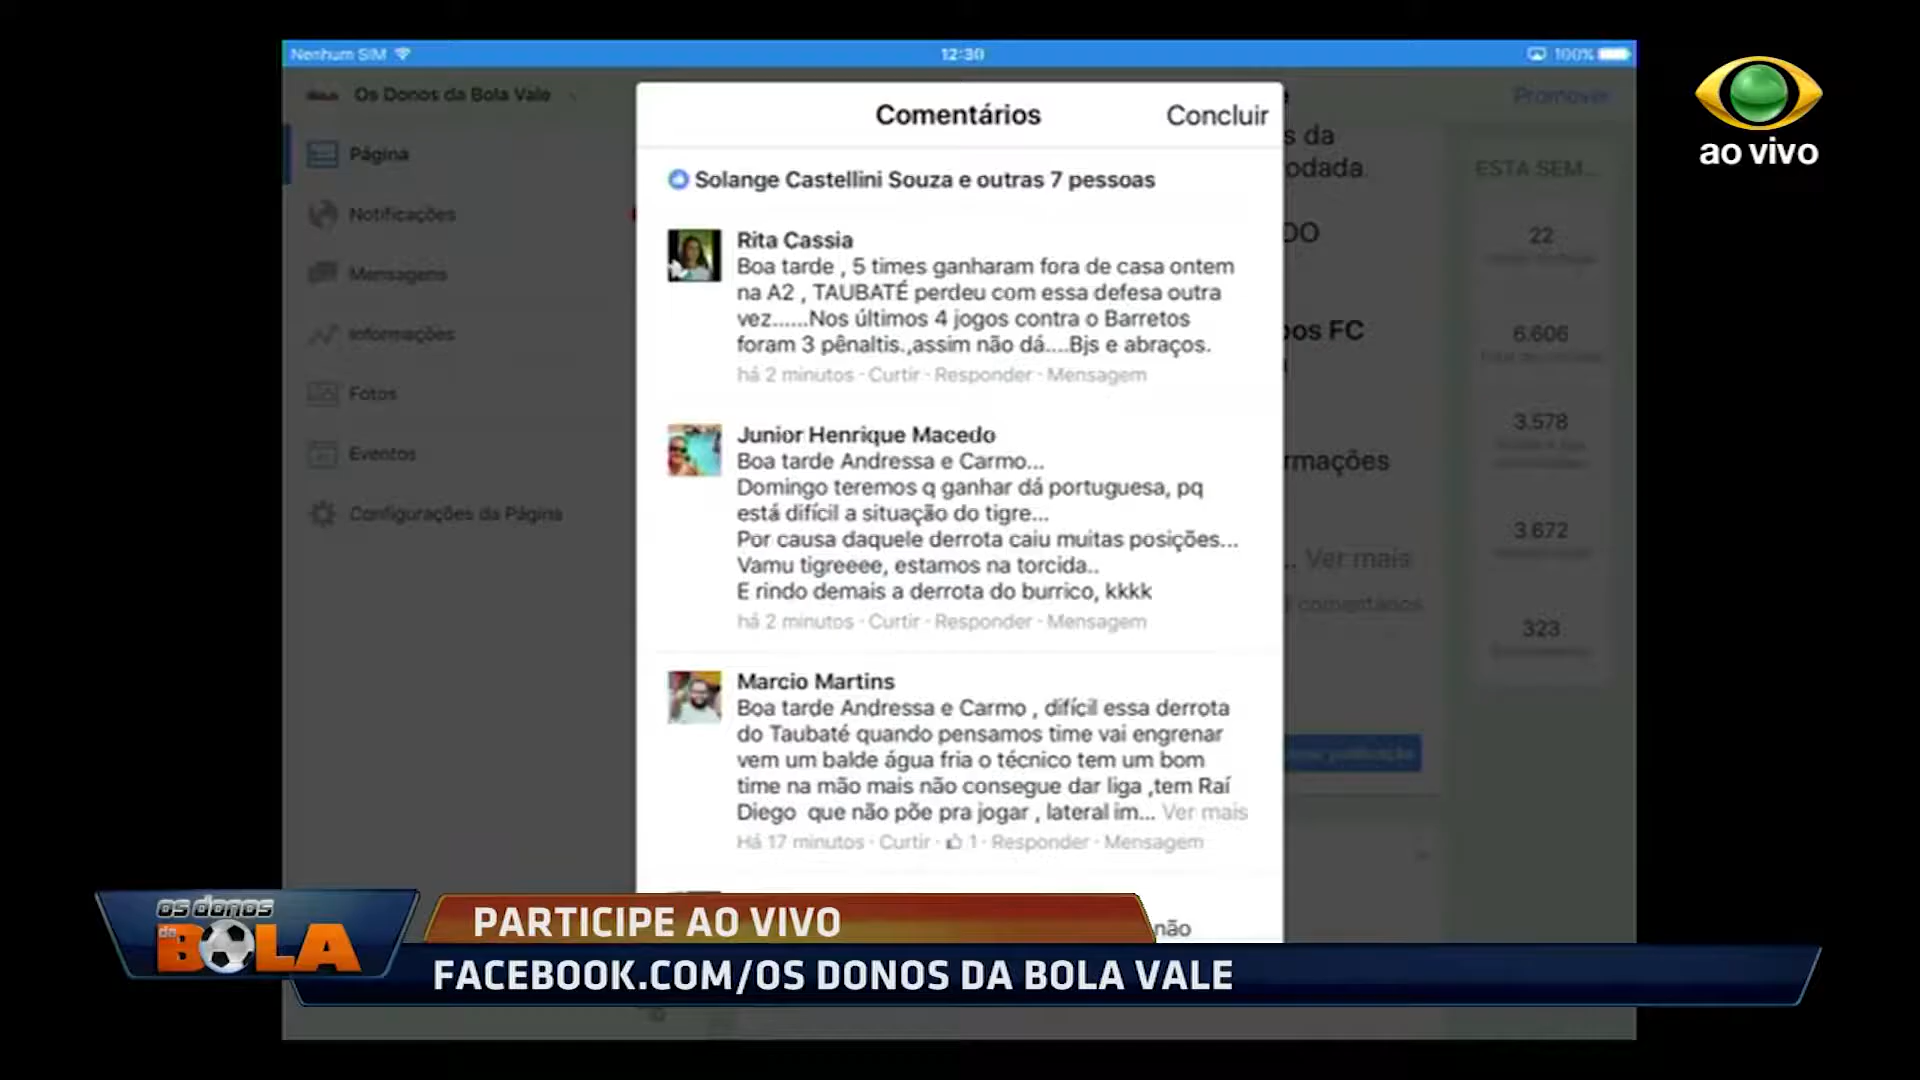 Nenhum SIM
12:30
100%
Os Donos da Bola Vale
Promover
ao vivo
Página
Notificações
Mensagens
Informações
Fotos
Eventos
Configurações da Página
Comentários
Concluir
Solange Castellini Souza e outras 7 pessoas
Rita Cassia
Boa tarde , 5 times ganharam fora de casa ontem
na A2 , TAUBATÉ perdeu com essa defesa outra
vez......Nos últimos 4 jogos contra o Barretos
foram 3 pênaltis.,assim não dá....Bjs e abraços.
há 2 minutos · Curtir · Responder · Mensagem
Junior Henrique Macedo
Boa tarde Andressa e Carmo...
Domingo teremos q ganhar dá portuguesa, pq
está difícil a situação do tigre...
Por causa daquele derrota caiu muitas posições...
Vamu tigreeee, estamos na torcida..
E rindo demais a derrota do burrico, kkkk
há 2 minutos · Curtir · Responder · Mensagem
Marcio Martins
Boa tarde Andressa e Carmo , difícil essa derrota
do Taubaté quando pensamos time vai engrenar
vem um balde água fria o técnico tem um bom
time na mão mais não consegue dar liga ,tem Raí
Diego que não põe pra jogar , lateral im... Ver mais
Há 17 minutos · Curtir · 1 · Responder · Mensagem
não
s da
odada.
DO
os FC
rmações
... Ver mais
comentários
ESTA SEM...
22
6.606
3.578
3.672
323
os donos
da
BOLA
PARTICIPE AO VIVO
FACEBOOK.COM/OS DONOS DA BOLA VALE